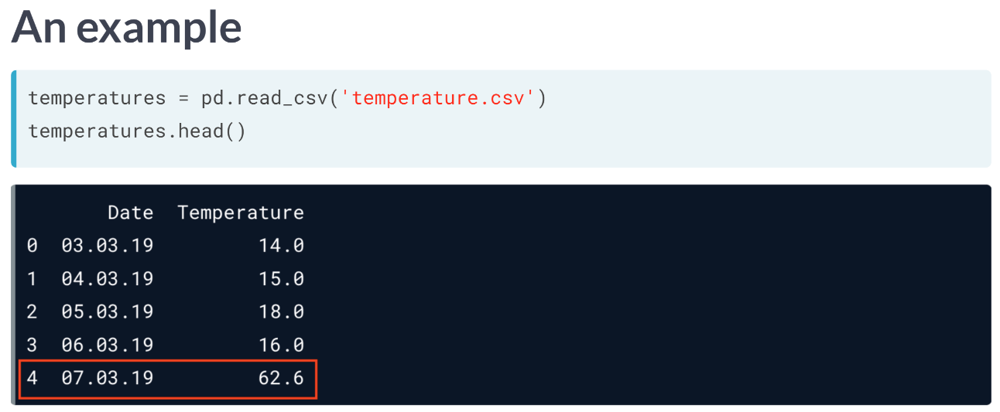 An example
temperatures = pd.read_csv('temperature.csv')
temperatures.head()
Date Temperature
0 03.03.19 14.0
1 04.03.19 15.0
2 05.03.19 18.0
3 06.03.19 16.0
4 07.03.19 62.6